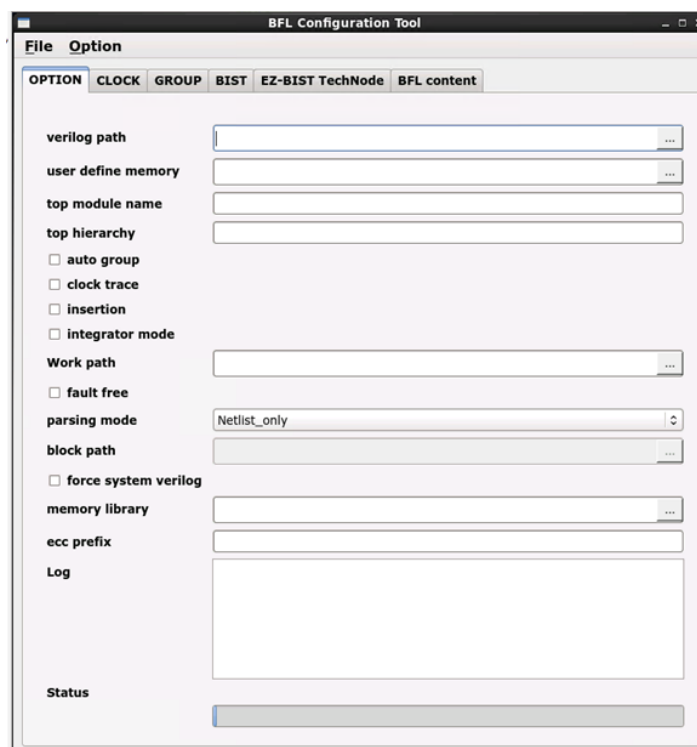 BFL Configuration Tool
File Option
OPTION CLOCK GROUP BIST EZ-BIST TechNode BFL content
verilog path ...
user define memory ...
top module name
top hierarchy
auto group
clock trace
insertion
integrator mode
Work path ...
fault free
parsing mode Netlist_only
block path ...
force system verilog
memory library ...
ecc prefix
Log
Status